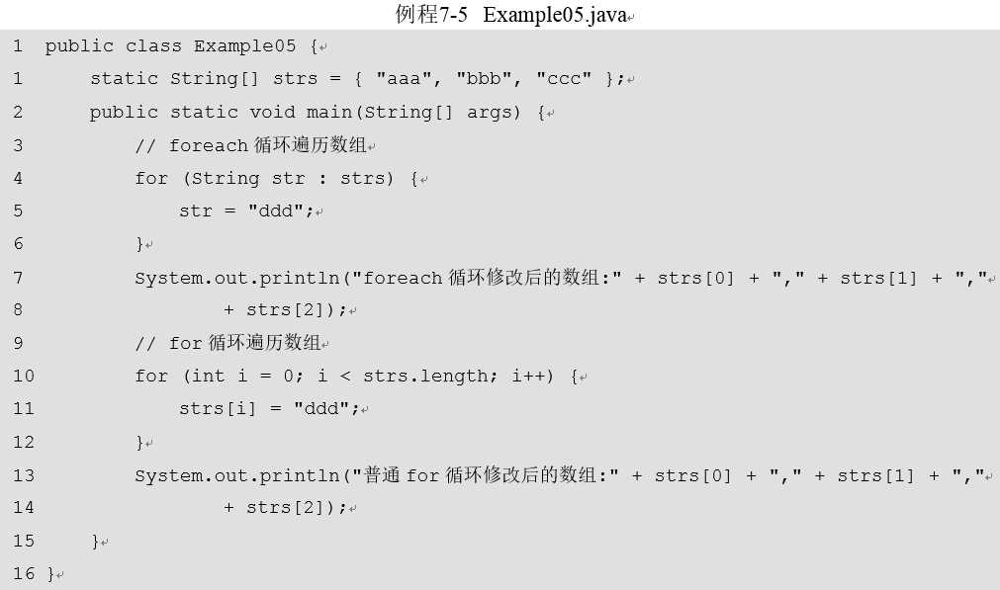 例程7-5 Example05.java
1 public class Example05 {
1     static String[] strs = { "aaa", "bbb", "ccc" };
2     public static void main(String[] args) {
3         // foreach 循环遍历数组
4         for (String str : strs) {
5             str = "ddd";
6         }
7         System.out.println("foreach 循环修改后的数组:" + strs[0] + "," + strs[1] + ","
8                 + strs[2]);
9         // for 循环遍历数组
10         for (int i = 0; i < strs.length; i++) {
11             strs[i] = "ddd";
12         }
13         System.out.println("普通 for 循环修改后的数组:" + strs[0] + "," + strs[1] + ","
14                 + strs[2]);
15     }
16 }